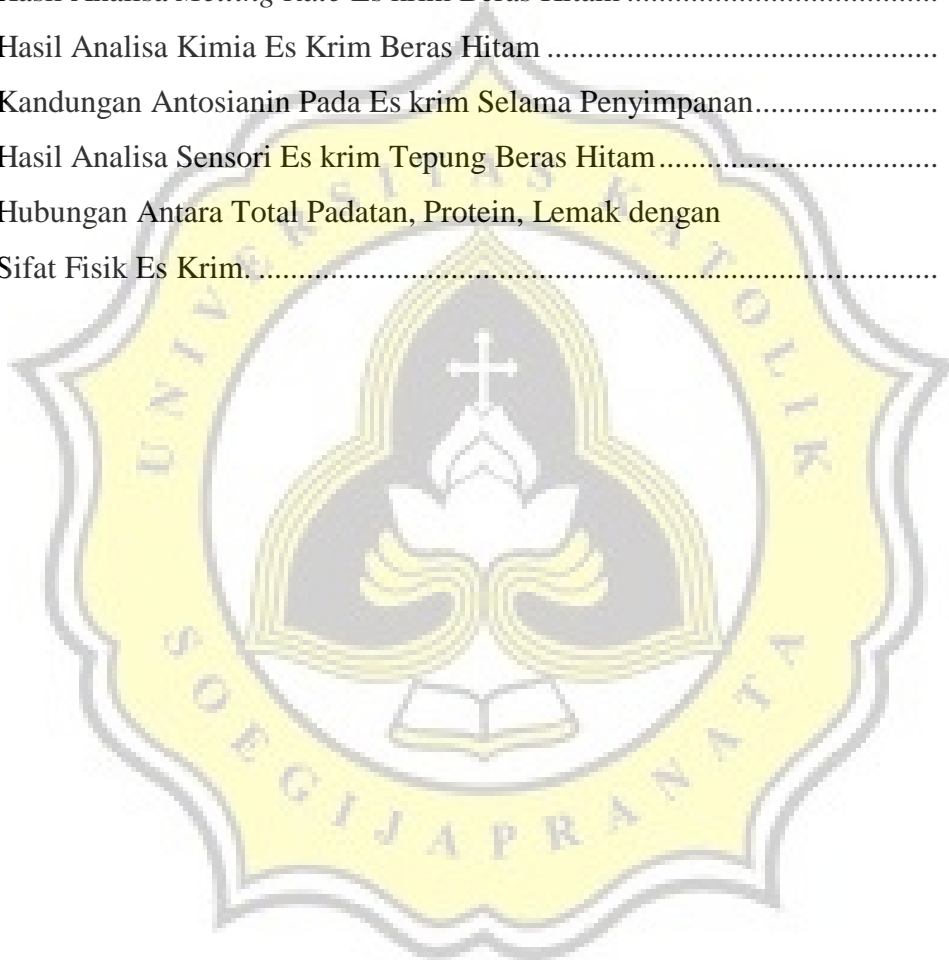 Hasil Analisa Melting Rate Es krim Beras Hitam ........................................
Hasil Analisa Kimia Es Krim Beras Hitam .................................................
Kandungan Antosianin Pada Es krim Selama Penyimpanan.......................
Hasil Analisa Sensori Es krim Tepung Beras Hitam...................................
Hubungan Antara Total Padatan, Protein, Lemak dengan
Sifat Fisik Es Krim. .....................................................................................
UNIVERSITAS KATOLIK
SOEGIJAPRANATA